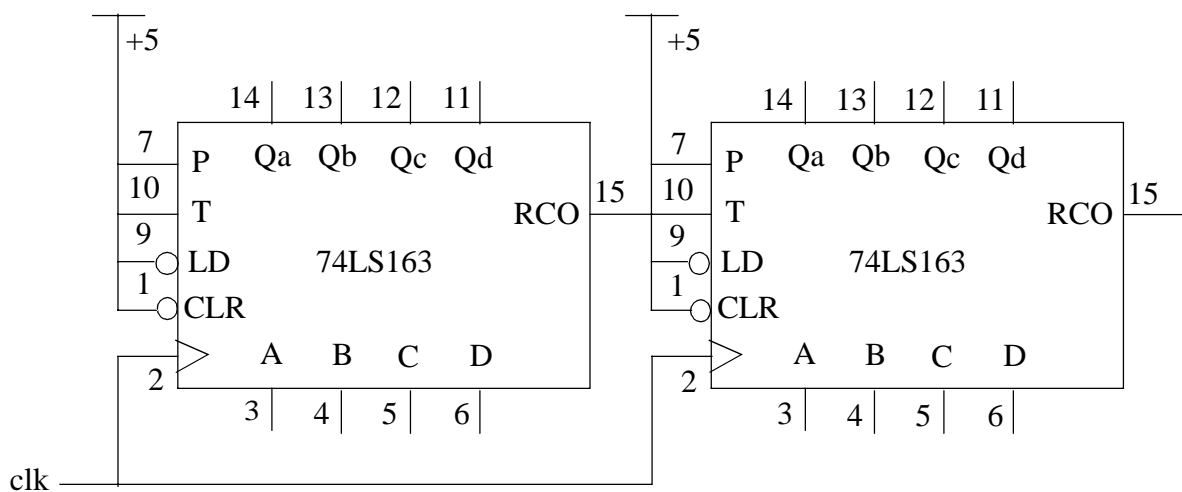 +5 +5
14 13 12 11 14 13 12 11
7 P Qa Qb Qc Qd 7 P Qa Qb Qc Qd
10 T RCO 15 10 T RCO 15
9 LD 74LS163 9 LD 74LS163
1 CLR 1 CLR
2 A B C D 2 A B C D
3 4 5 6 3 4 5 6
clk